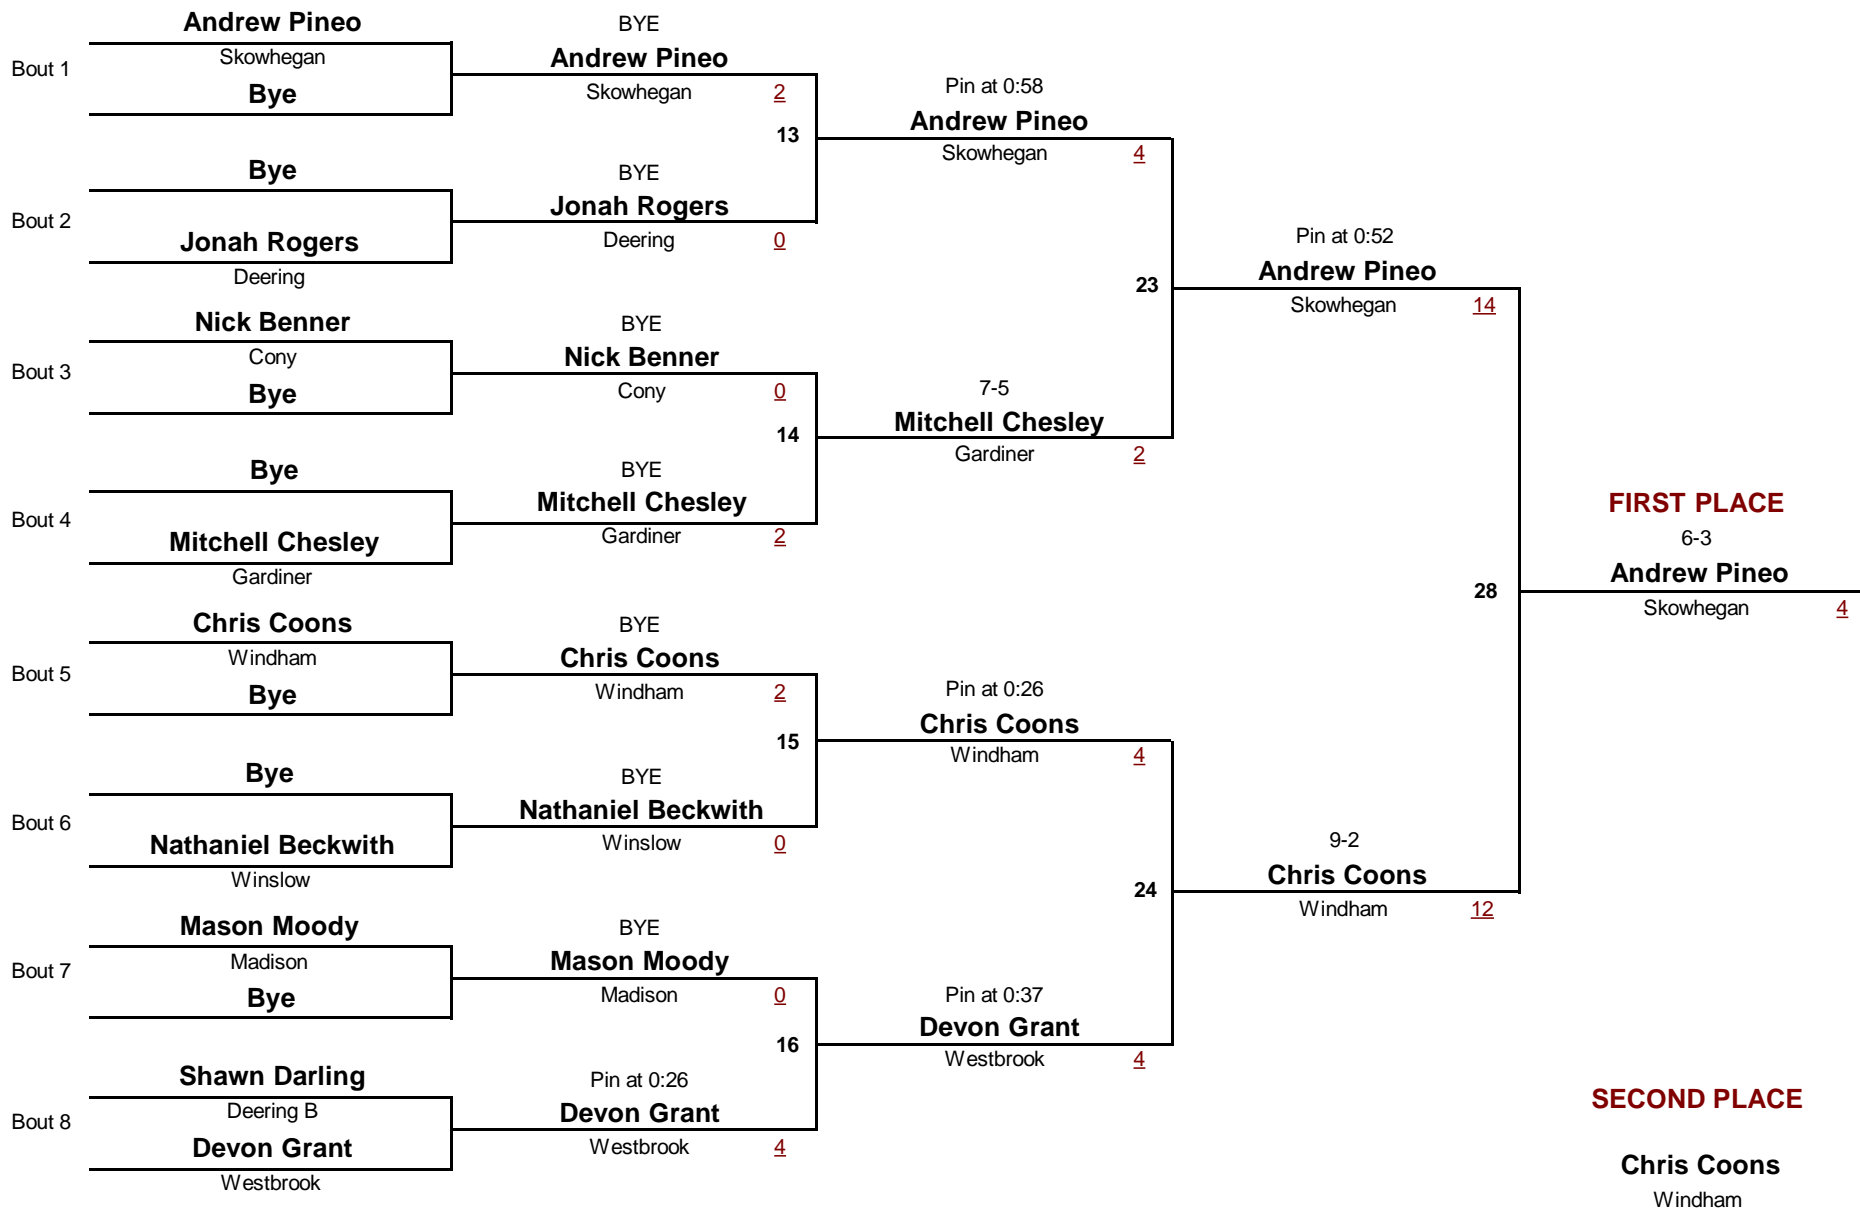 Bout 1
Andrew Pineo
Skowhegan
Bye
Bout 2
Bye
Jonah Rogers
Deering
Bout 3
Nick Benner
Cony
Bye
Bout 4
Bye
Mitchell Chesley
Gardiner
Bout 5
Chris Coons
Windham
Bye
Bout 6
Bye
Nathaniel Beckwith
Winslow
Bout 7
Mason Moody
Madison
Bye
Bout 8
Shawn Darling
Deering B
Devon Grant
Westbrook
BYE
Andrew Pineo
Skowhegan 2
13
BYE
Jonah Rogers
Deering 0
BYE
Nick Benner
Cony 0
14
BYE
Mitchell Chesley
Gardiner 2
BYE
Chris Coons
Windham 2
15
BYE
Nathaniel Beckwith
Winslow 0
BYE
Mason Moody
Madison 0
16
Pin at 0:26
Devon Grant
Westbrook 4
Pin at 0:58
Andrew Pineo
Skowhegan 4
23
7-5
Mitchell Chesley
Gardiner 2
Pin at 0:26
Chris Coons
Windham 4
24
Pin at 0:37
Devon Grant
Westbrook 4
Pin at 0:52
Andrew Pineo
Skowhegan 14
28
9-2
Chris Coons
Windham 12
FIRST PLACE
6-3
Andrew Pineo
Skowhegan 4
SECOND PLACE
Chris Coons
Windham